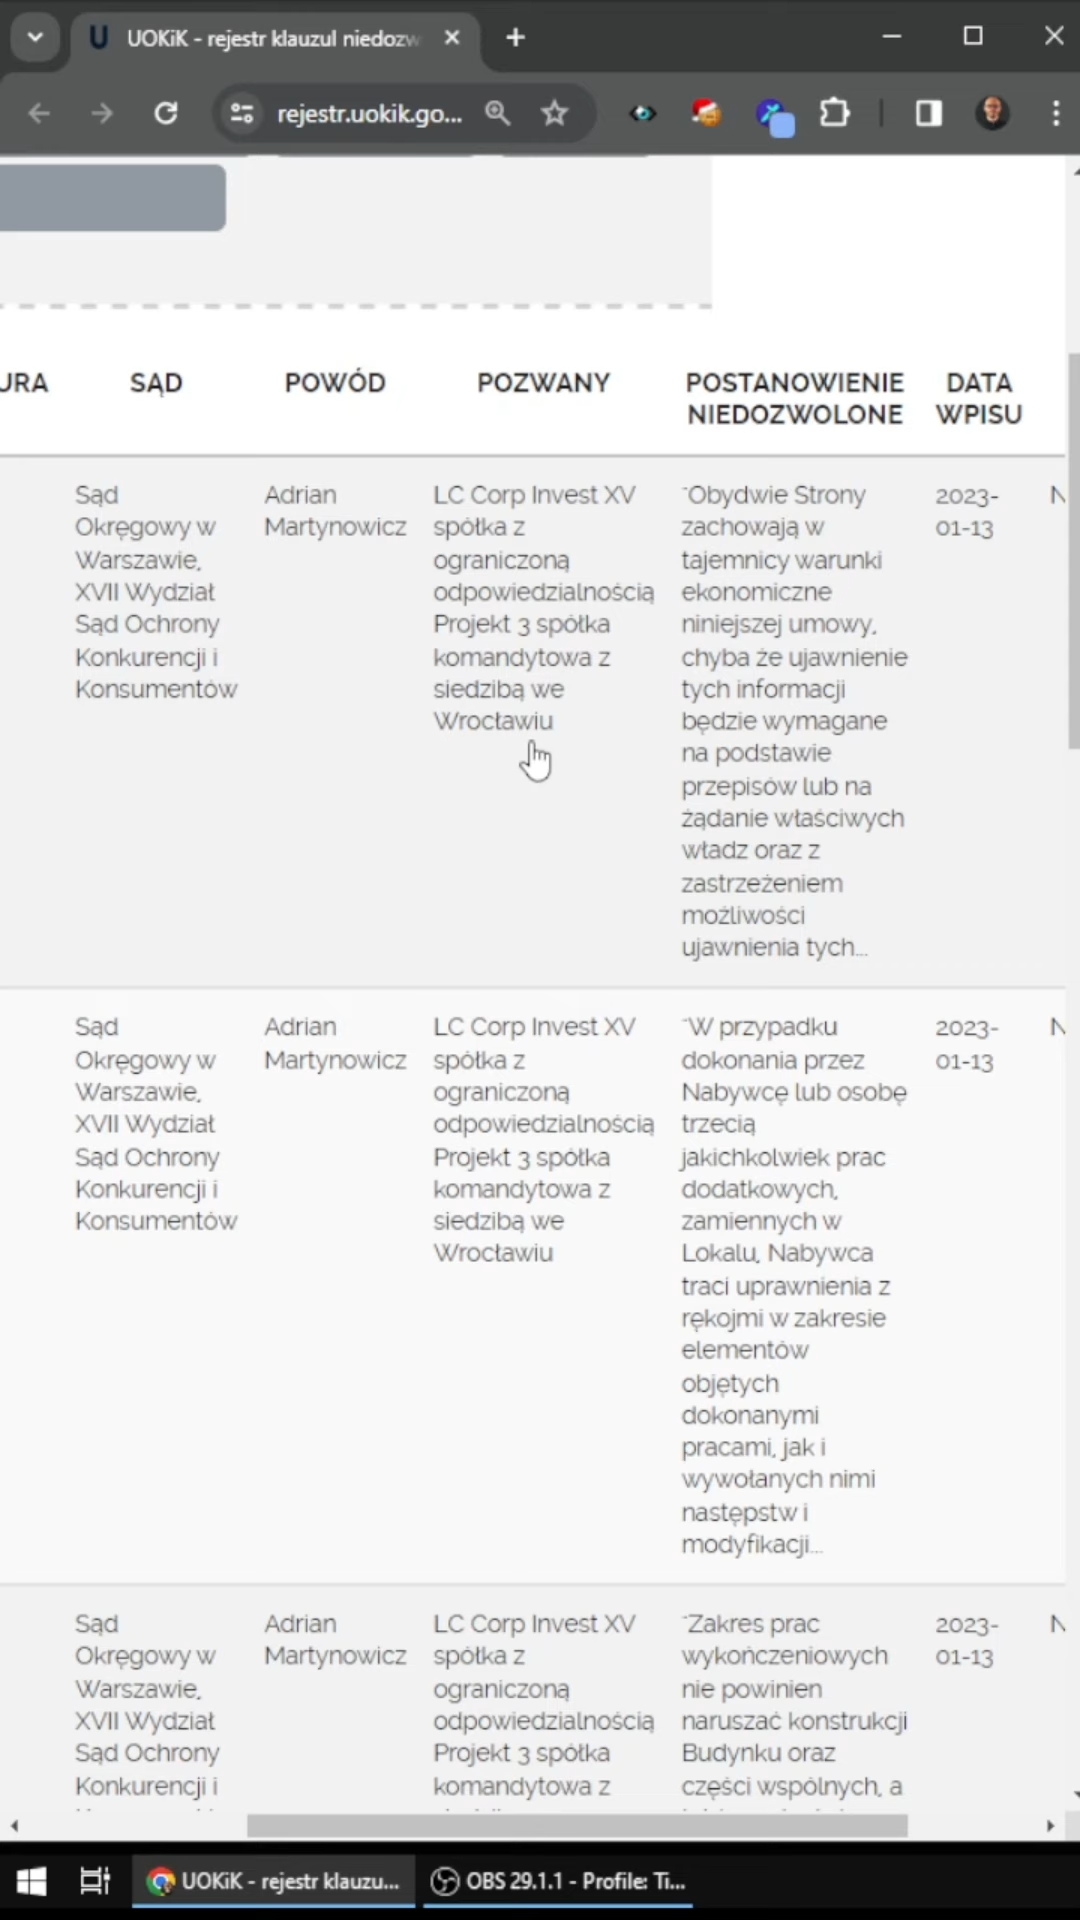 UOKiK - rejestr klauzul niedozw
rejestr.uokik.go...
URA
SĄD
POWÓD
POZWANY
POSTANOWIENIE
NIEDOZWOLONE
DATA
WPISU
Sąd
Okręgowy w
Warszawie,
XVII Wydział
Sąd Ochrony
Konkurencji i
Konsumentów
Adrian
Martynowicz
LC Corp Invest XV
spółka z
ograniczoną
odpowiedzialnością
Projekt 3 spółka
komandytowa z
siedzibą we
Wrocławiu
"Obydwie Strony
zachowają w
tajemnicy warunki
ekonomiczne
niniejszej umowy,
chyba że ujawnienie
tych informacji
będzie wymagane
na podstawie
przepisów lub na
żądanie właściwych
władz oraz z
zastrzeżeniem
możliwości
ujawnienia tych...
2023-
01-13
N
Sąd
Okręgowy w
Warszawie,
XVII Wydział
Sąd Ochrony
Konkurencji i
Konsumentów
Adrian
Martynowicz
LC Corp Invest XV
spółka z
ograniczoną
odpowiedzialnością
Projekt 3 spółka
komandytowa z
siedzibą we
Wrocławiu
"W przypadku
dokonania przez
Nabywcę lub osobę
trzecią
jakichkolwiek prac
dodatkowych,
zamiennych w
Lokalu, Nabywca
traci uprawnienia z
rękojmi w zakresie
elementów
objętych
dokonanymi
pracami, jak i
wywołanych nimi
następstw i
modyfikacji...
2023-
01-13
N
Sąd
Okręgowy w
Warszawie,
XVII Wydział
Sąd Ochrony
Konkurencji i
Adrian
Martynowicz
LC Corp Invest XV
spółka z
ograniczoną
odpowiedzialnością
Projekt 3 spółka
komandytowa z
"Zakres prac
wykończeniowych
nie powinien
naruszać konstrukcji
Budynku oraz
części wspólnych, a
2023-
01-13
N
UOKiK - rejestr klauzu...
OBS 29.1.1 - Profile: Ti...